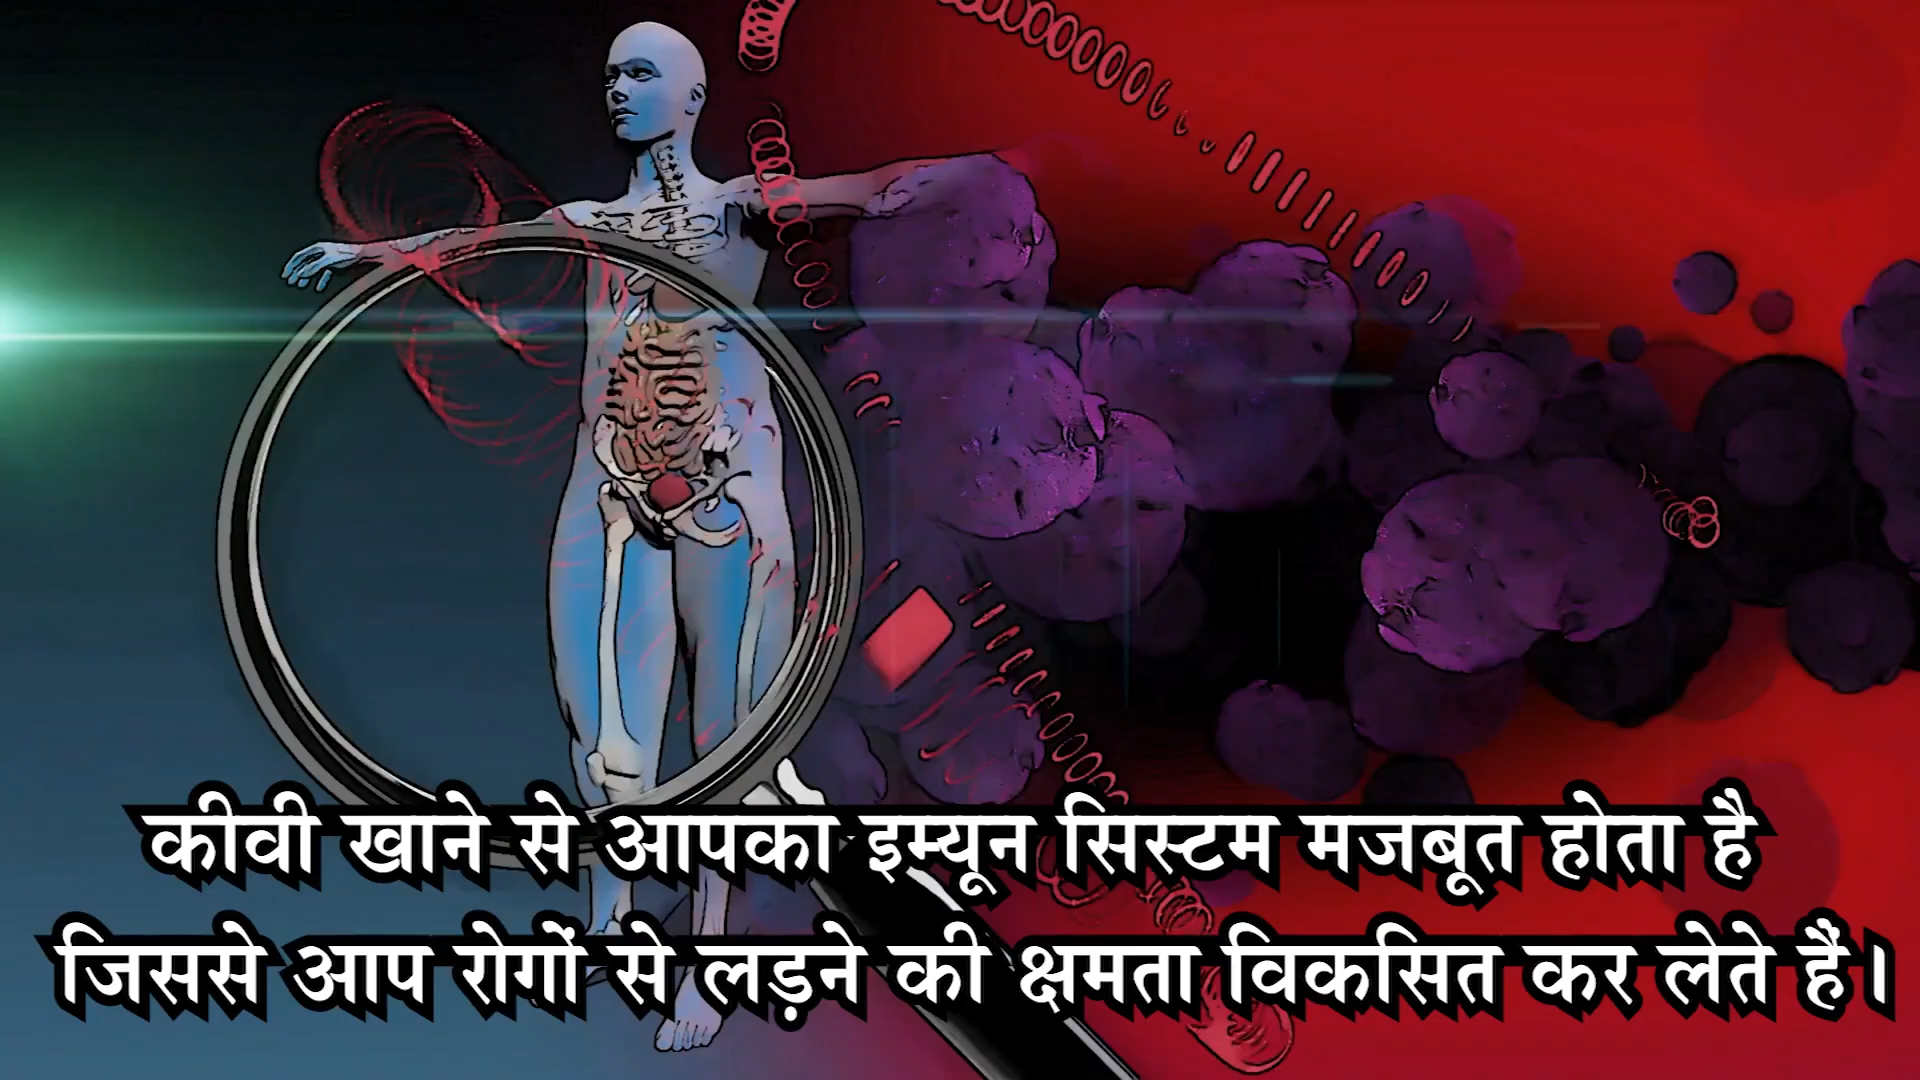 कीवी खाने से आपका इम्यून सिस्टम मजबूत होता है
जिससे आप रोगों से लड़ने की क्षमता विकसित कर लेते हैं।